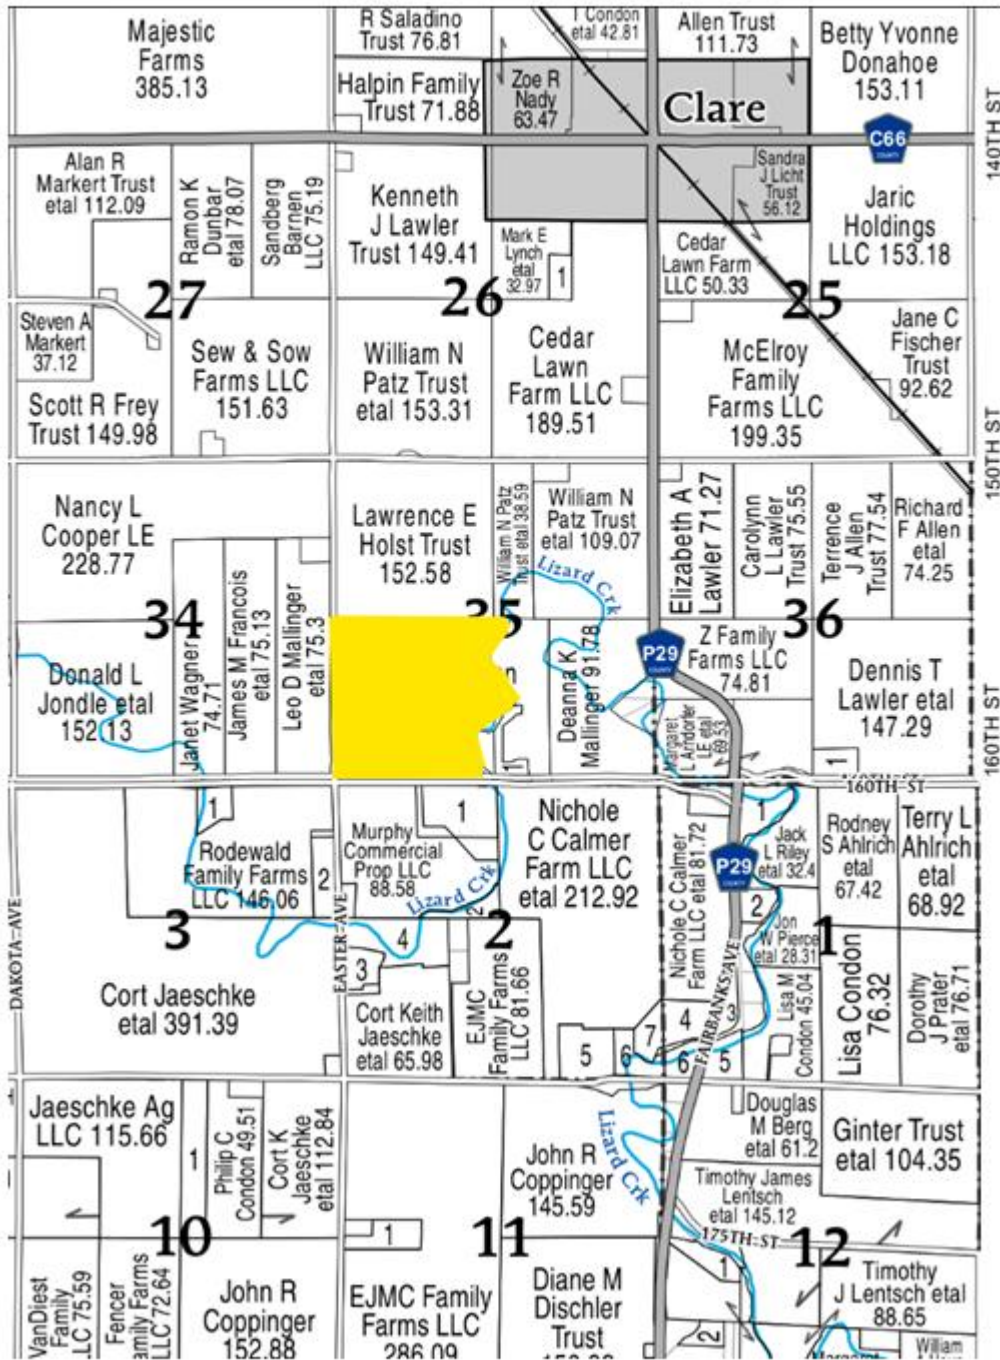 Majestic
Farms
385.13
R Saladino
Trust 76.81
T Condon
etal 42.81
Allen Trust
111.73
Betty Yvonne
Donahoe
153.11
Halpin Family
Trust 71.88
Zoe R
Nady
63.47
Clare
C66
COUNTY
140TH ST
Alan R
Markert Trust
etal 112.09
Ramon K
Dunbar
etal 78.07
Sandberg
Barnen
LLC 75.19
Kenneth
J Lawler
Trust 149.41
Mark E
Lynch
etal
32.97
1
Sandra
J Licht
Trust
56.12
Cedar
Lawn Farm
LLC 50.33
Jaric
Holdings
LLC 153.18
27
26
25
Steven A
Markert
37.12
Scott R Frey
Trust 149.98
Sew & Sow
Farms LLC
151.63
William N
Patz Trust
etal 153.31
Cedar
Lawn
Farm LLC
189.51
McElroy
Family
Farms LLC
199.35
Jane C
Fischer
Trust
92.62
150TH ST
Nancy L
Cooper LE
228.77
Lawrence E
Holst Trust
152.58
William N Patz
Trust etal 38.59
William N
Patz Trust
etal 109.07
Lizard Crk
Elizabeth A
Lawler 71.27
Carolynn
L Lawler
Trust 75.55
Terrence
J Allen
Trust 77.54
Richard
F Allen
etal
74.25
34
35
36
Donald L
Jondle etal
152.13
Janet Wagner
74.71
James M Francois
etal 75.13
Leo D Mallinger
etal 75.3
1
Deanna K
Mallinger 91.78
P29
COUNTY
Z Family
Farms LLC
74.81
Margaret
L Arndorfer
LE etal
69.53
Dennis T
Lawler etal
147.29
1
160TH ST
160TH ST
1
Rodewald
Family Farms
LLC 146.06
2
Murphy
Commercial
Prop LLC
88.58
1
Lizard Crk
2
Nichole
C Calmer
Farm LLC
etal 212.92
Nichole C Calmer
Farm LLC etal 81.72
P29
COUNTY
1
Jack
L Riley
etal 32.4
Rodney
S Ahlrich
etal
67.42
Terry L
Ahlrich
etal
68.92
2
Jon
W Pierce
etal 28.31
DAKOTA AVE
EASTER AVE
3
2
1
4
3
Cort Jaeschke
etal 391.39
Cort Keith
Jaeschke
etal 65.98
EJMC
Family Farms
LLC 81.66
5
6
7
4
3
6
5
FAIRBANKS AVE
Lisa M
Condon 45.04
Lisa Condon
76.32
Dorothy
J Prater
etal 76.71
Jaeschke Ag
LLC 115.66
1
Philip C
Condon 49.51
Cort K
Jaeschke
etal 112.84
John R
Coppinger
145.59
Lizard Crk
Douglas
M Berg
etal 61.2
Ginter Trust
etal 104.35
Timothy James
Lentsch
etal 145.12
175TH ST
10
11
12
1
VanDiest
Family
LLC 75.59
Fencer
Family Farms
LLC 72.64
John R
Coppinger
152.88
EJMC Family
Farms LLC
286.09
Diane M
Dischler
Trust
1
2
Timothy
J Lentsch etal
88.65
Margaret
William